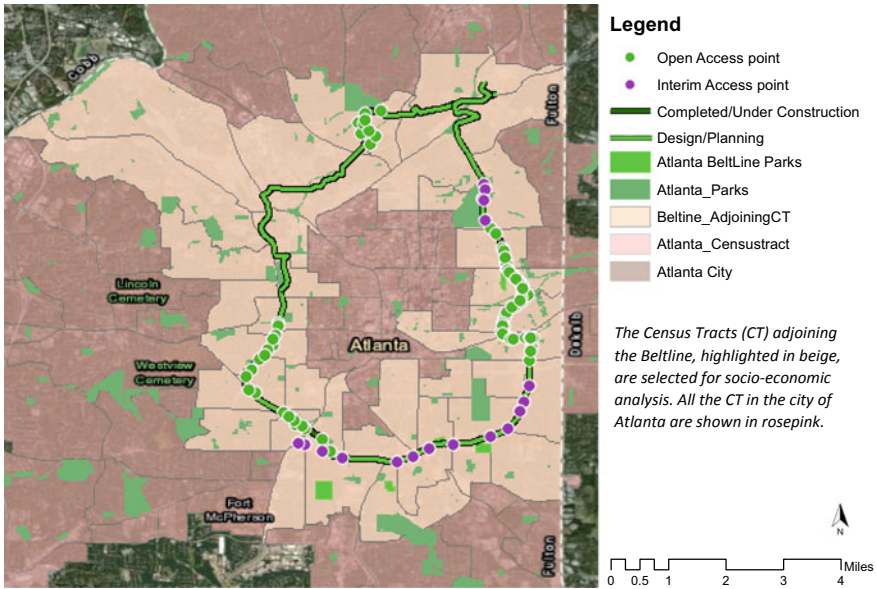 Cobb
Fulton
Lincoln
Cemetery
Atlanta
Dekalb
Westview
Cemetery
Fort
McPherson
Fulton
Legend
Open Access point
Interim Access point
Completed/Under Construction
Design/Planning
Atlanta BeltLine Parks
Atlanta_Parks
Beltine_AdjoiningCT
Atlanta_Censustract
Atlanta City
The Census Tracts (CT) adjoining
the Beltline, highlighted in beige,
are selected for socio-economic
analysis. All the CT in the city of
Atlanta are shown in rosepink.
N
Miles
0 0.5 1 2 3 4